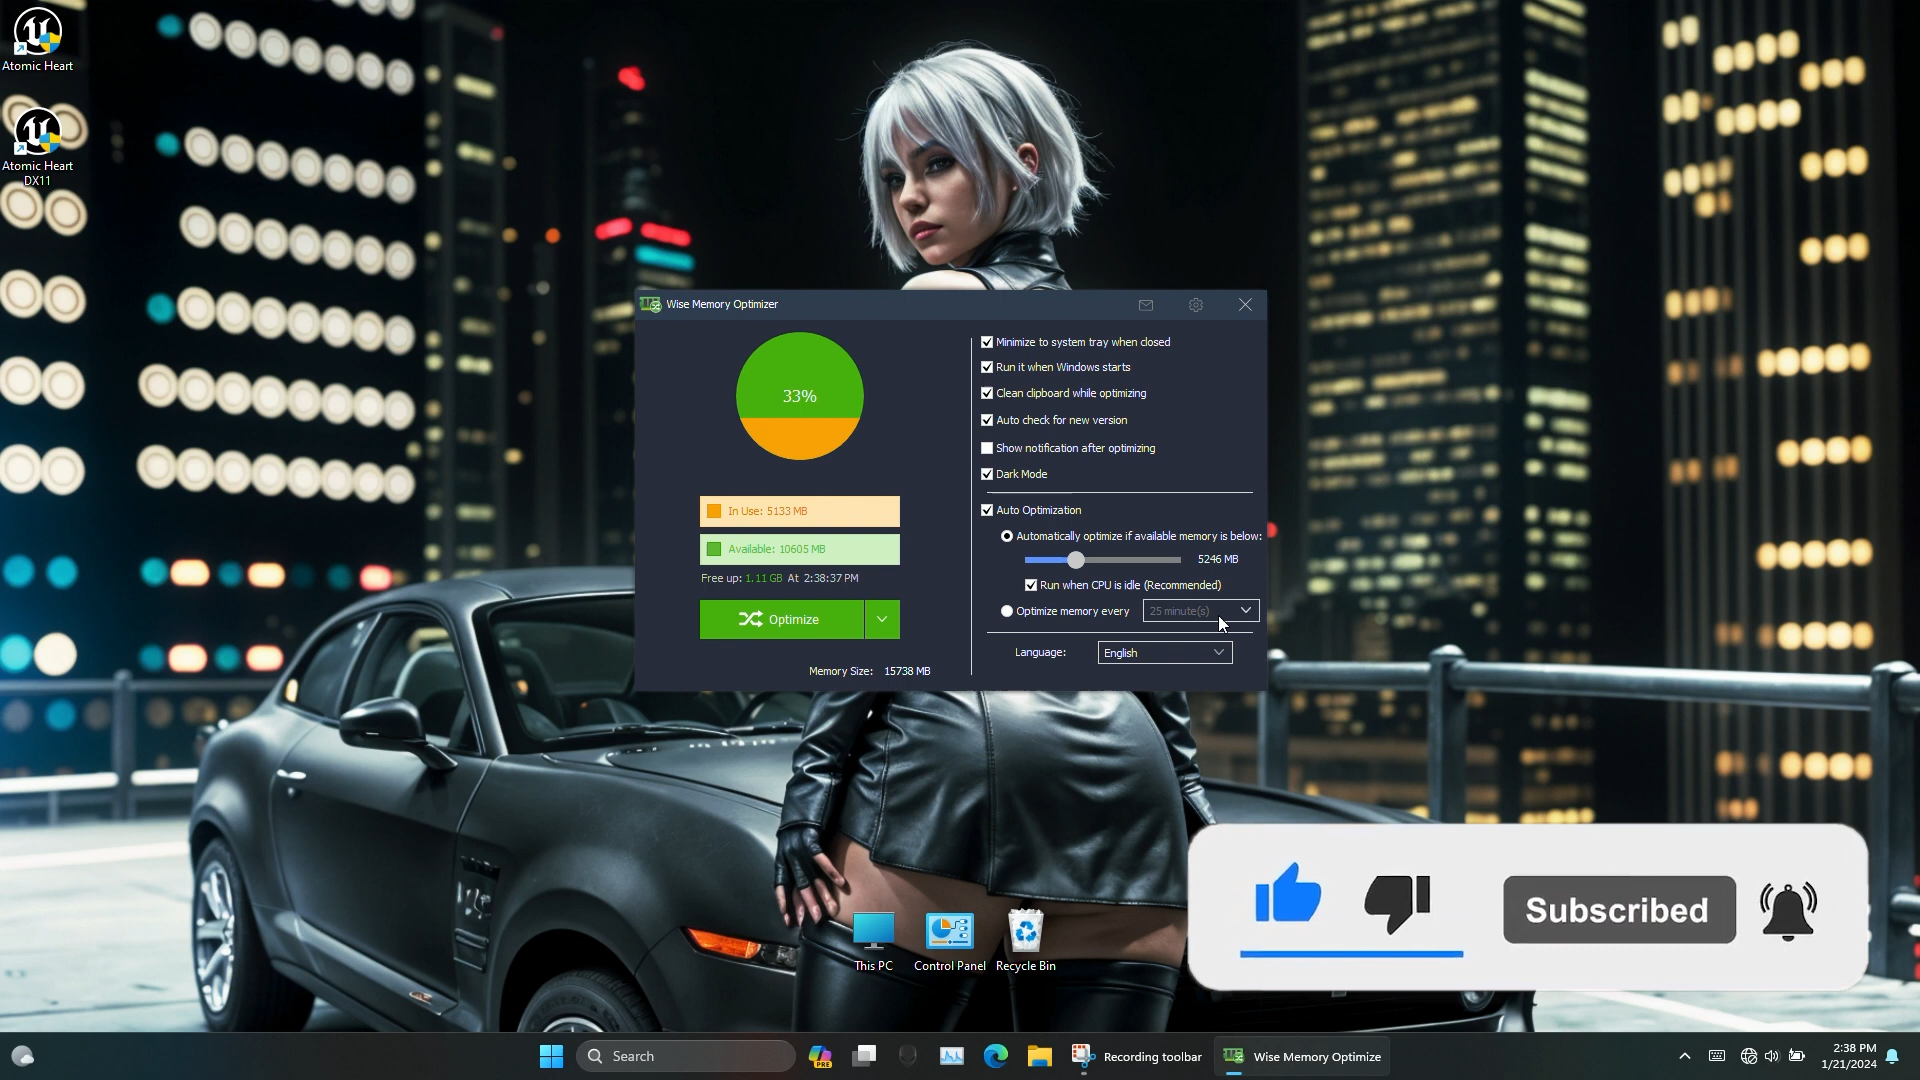 Atomic Heart
Atomic Heart
DX11
Wise Memory Optimizer
33%
In Use: 5133 MB
Available: 10605 MB
Free up: 1.11 GB At 2:38:37 PM
Optimize
Memory Size: 15738 MB
Minimize to system tray when closed
Run it when Windows starts
Clean clipboard while optimizing
Auto check for new version
Show notification after optimizing
Dark Mode
Auto Optimization
Automatically optimize if available memory is below:
5246 MB
Run when CPU is idle (Recommended)
Optimize memory every 25 minute(s)
Language: English
Subscribed
This PC
Control Panel
Recycle Bin
Search
PRE
Recording toolbar
Wise Memory Optimize
2:38 PM
1/21/2024